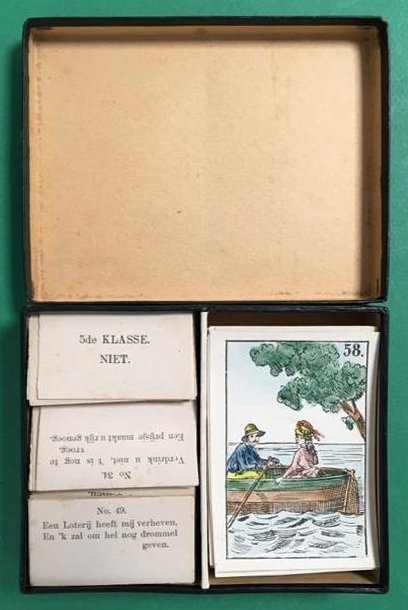 5de KLASSE.
NIET.
58.
No. 34.
Verdrink u niet, 't is nog te
vroeg.
Een prijsje maakt u rijk genoeg.
No. 49.
Een Loterij heeft mij verheven,
En 'k zal om hel nog drommel
geven.